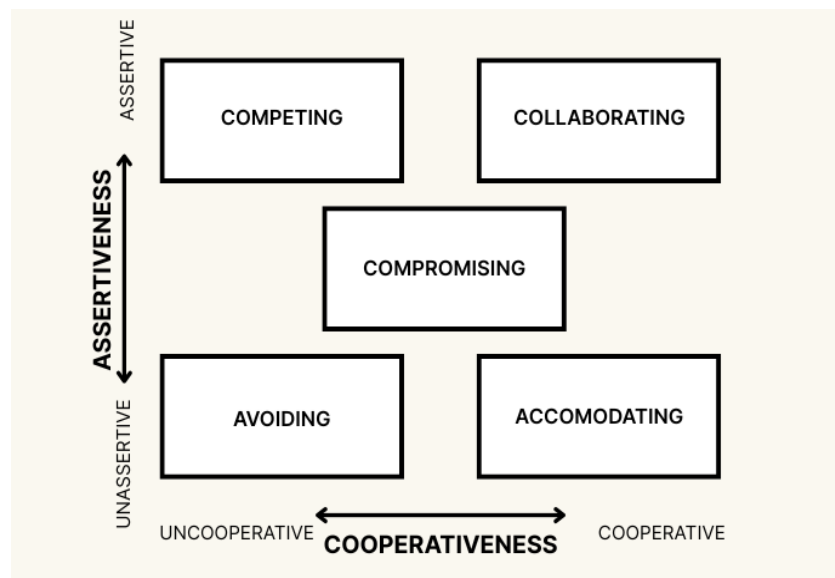 ASSERTIVE
COMPETING
COLLABORATING
ASSERTIVENESS
COMPROMISING
AVOIDING
ACCOMODATING
UNASSERTIVE
UNCOOPERATIVE
COOPERATIVENESS
COOPERATIVE